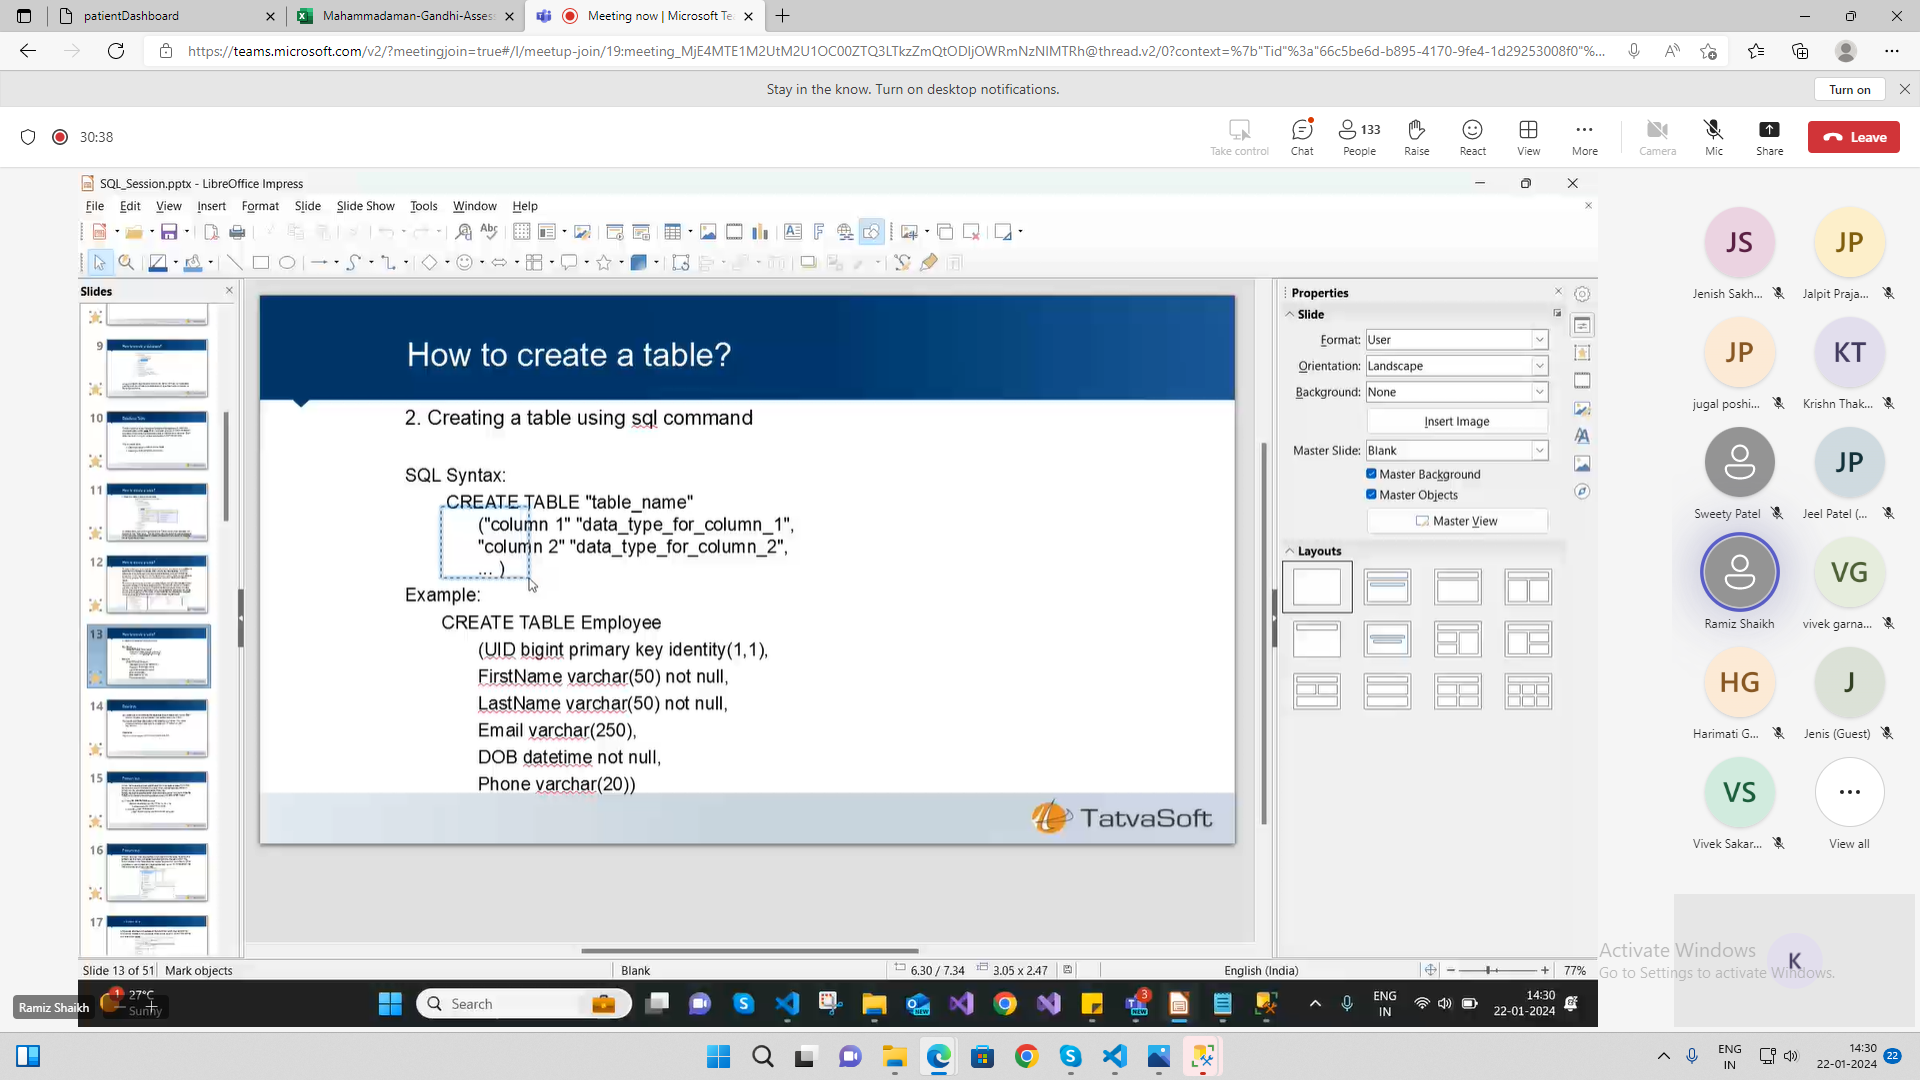 patientDashboard
Mahammadaman-Gandhi-Asses
Meeting now | Microsoft Te
https://teams.microsoft.com/v2/?meetingjoin=true#/l/meetup-join/19:meeting_MjE4MTE1M2UtM2U1OC00ZTQ3LTkzZmQtODljOWRmNzNlMTRh@thread.v2/0?context=%7b"Tid"%3a"66c5be6d-b895-4170-9fe4-1d29253008f0"%...
Stay in the know. Turn on desktop notifications.
Turn on
30:38
Take control
Chat
133
People
Raise
React
View
More
Camera
Mic
Share
Leave
SQL_Session.pptx - LibreOffice Impress
File Edit View Insert Format Slide Slide Show Tools Window Help
Slides
9
10
11
12
13
14
15
16
17
How to create a table?
2. Creating a table using sql command
SQL Syntax:
CREATE TABLE "table_name"
("column 1" "data_type_for_column_1",
"column 2" "data_type_for_column_2",
... )
Example:
CREATE TABLE Employee
(UID bigint primary key identity(1,1),
FirstName varchar(50) not null,
LastName varchar(50) not null,
Email varchar(250),
DOB datetime not null,
Phone varchar(20))
TatvaSoft
Properties
Slide
Format: User
Orientation: Landscape
Background: None
Insert Image
Master Slide: Blank
Master Background
Master Objects
Master View
Layouts
JS
Jenish Sakh...
JP
Jalpit Praja...
JP
jugal poshi...
KT
Krishn Thak...
Sweety Patel
JP
Jeel Patel (...
Ramiz Shaikh
VG
vivek garna...
HG
Harimati G...
J
Jenis (Guest)
VS
Vivek Sakar...
View all
K
Activate Windows
Go to Settings to activate Windows.
Slide 13 of 51
Mark objects
Blank
6.30 / 7.34
3.05 x 2.47
English (India)
77%
Ramiz Shaikh
1
27°C
Sunny
Search
NEW
3
NEW
ENG
IN
14:30
22-01-2024
ENG
IN
14:30
22-01-2024
22